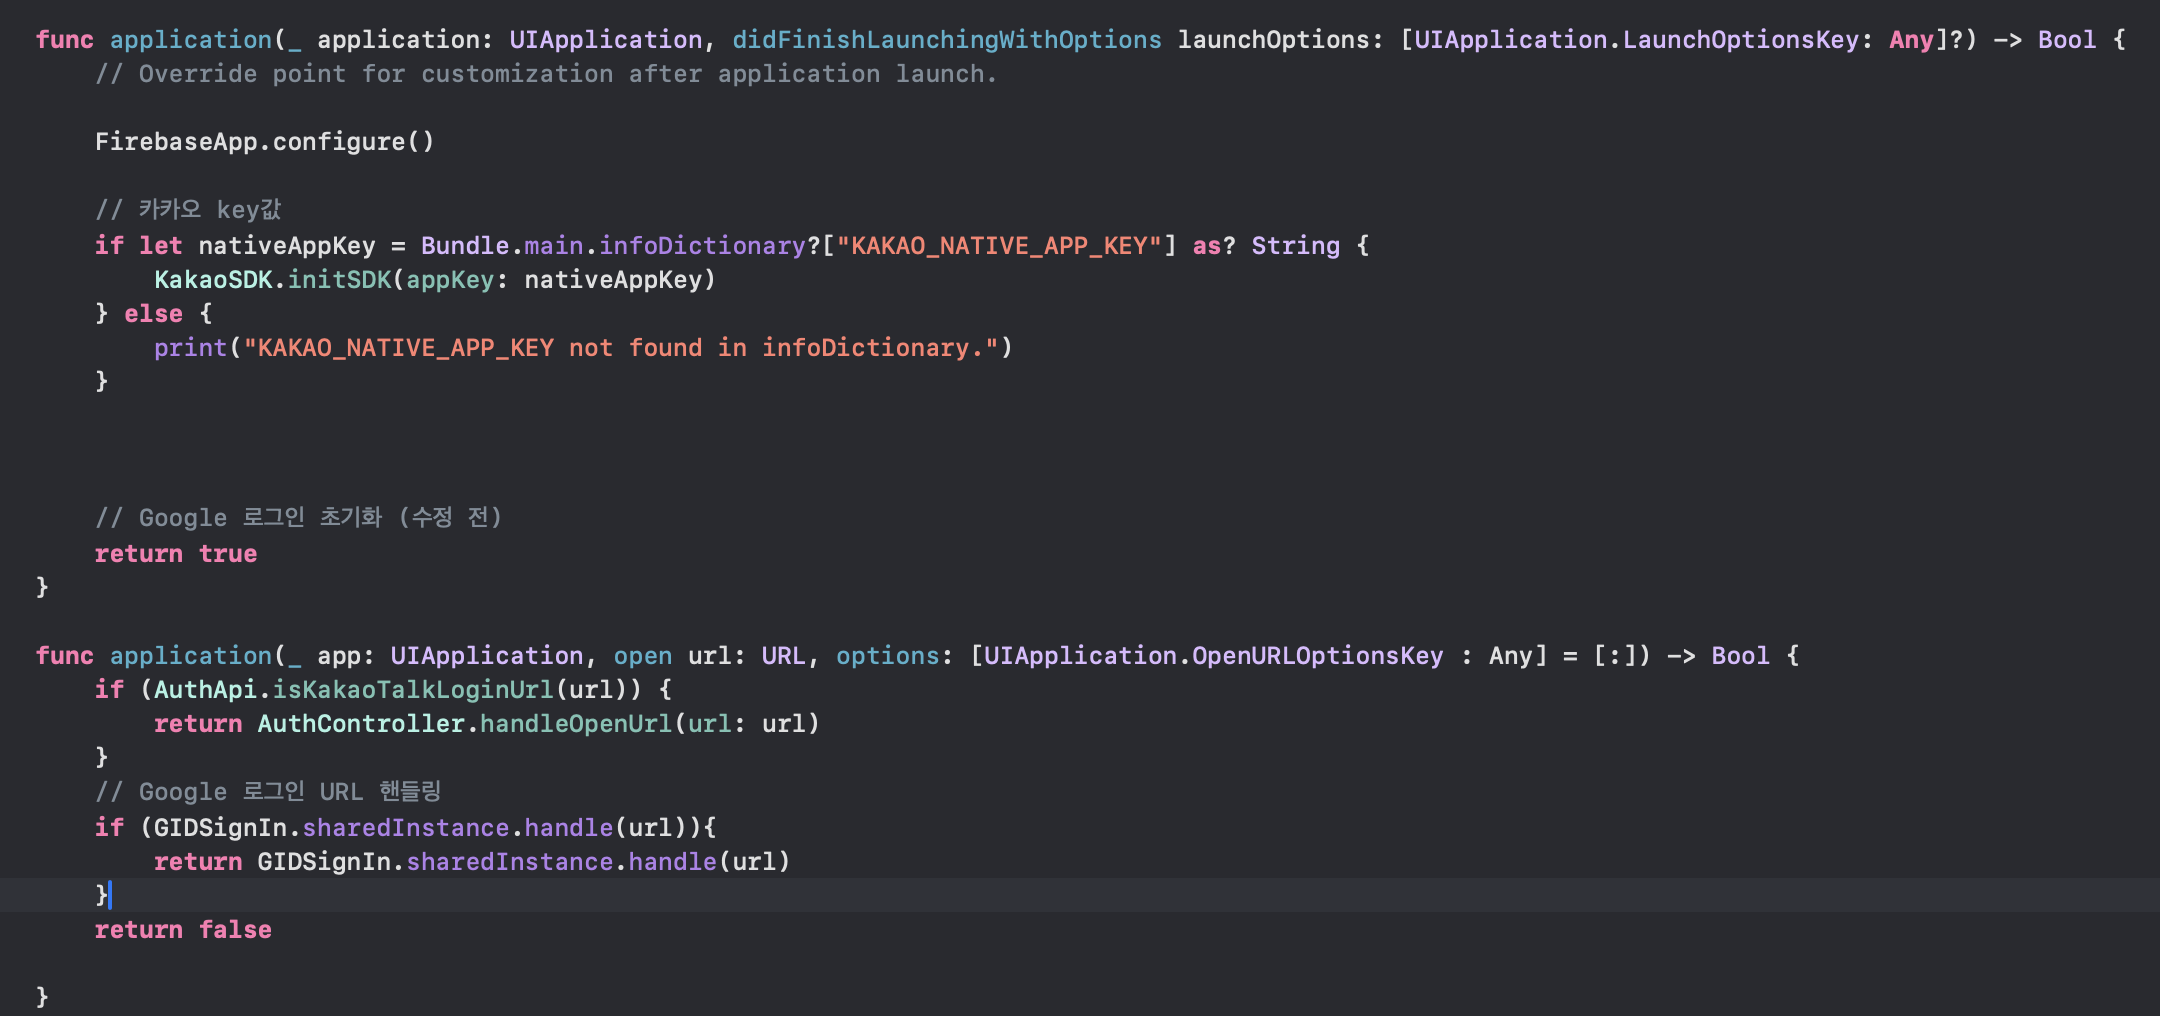 func application(_ application: UIApplication, didFinishLaunchingWithOptions launchOptions: [UIApplication.LaunchOptionsKey: Any]?) -> Bool {
// Override point for customization after application launch.
FirebaseApp.configure()
// 카카오 key값
if let nativeAppKey = Bundle.main.infoDictionary?["KAKAO_NATIVE_APP_KEY"] as? String {
KakaoSDK.initSDK(appKey: nativeAppKey)
} else {
print("KAKAO_NATIVE_APP_KEY not found in infoDictionary.")
}
// Google 로그인 초기화 (수정 전)
return true
}
func application(_ app: UIApplication, open url: URL, options: [UIApplication.OpenURLOptionsKey : Any] = [:]) -> Bool {
if (AuthApi.isKakaoTalkLoginUrl(url)) {
return AuthController.handleOpenUrl(url: url)
}
// Google 로그인 URL 핸들링
if (GIDSignIn.sharedInstance.handle(url)){
return GIDSignIn.sharedInstance.handle(url)
}
return false
}